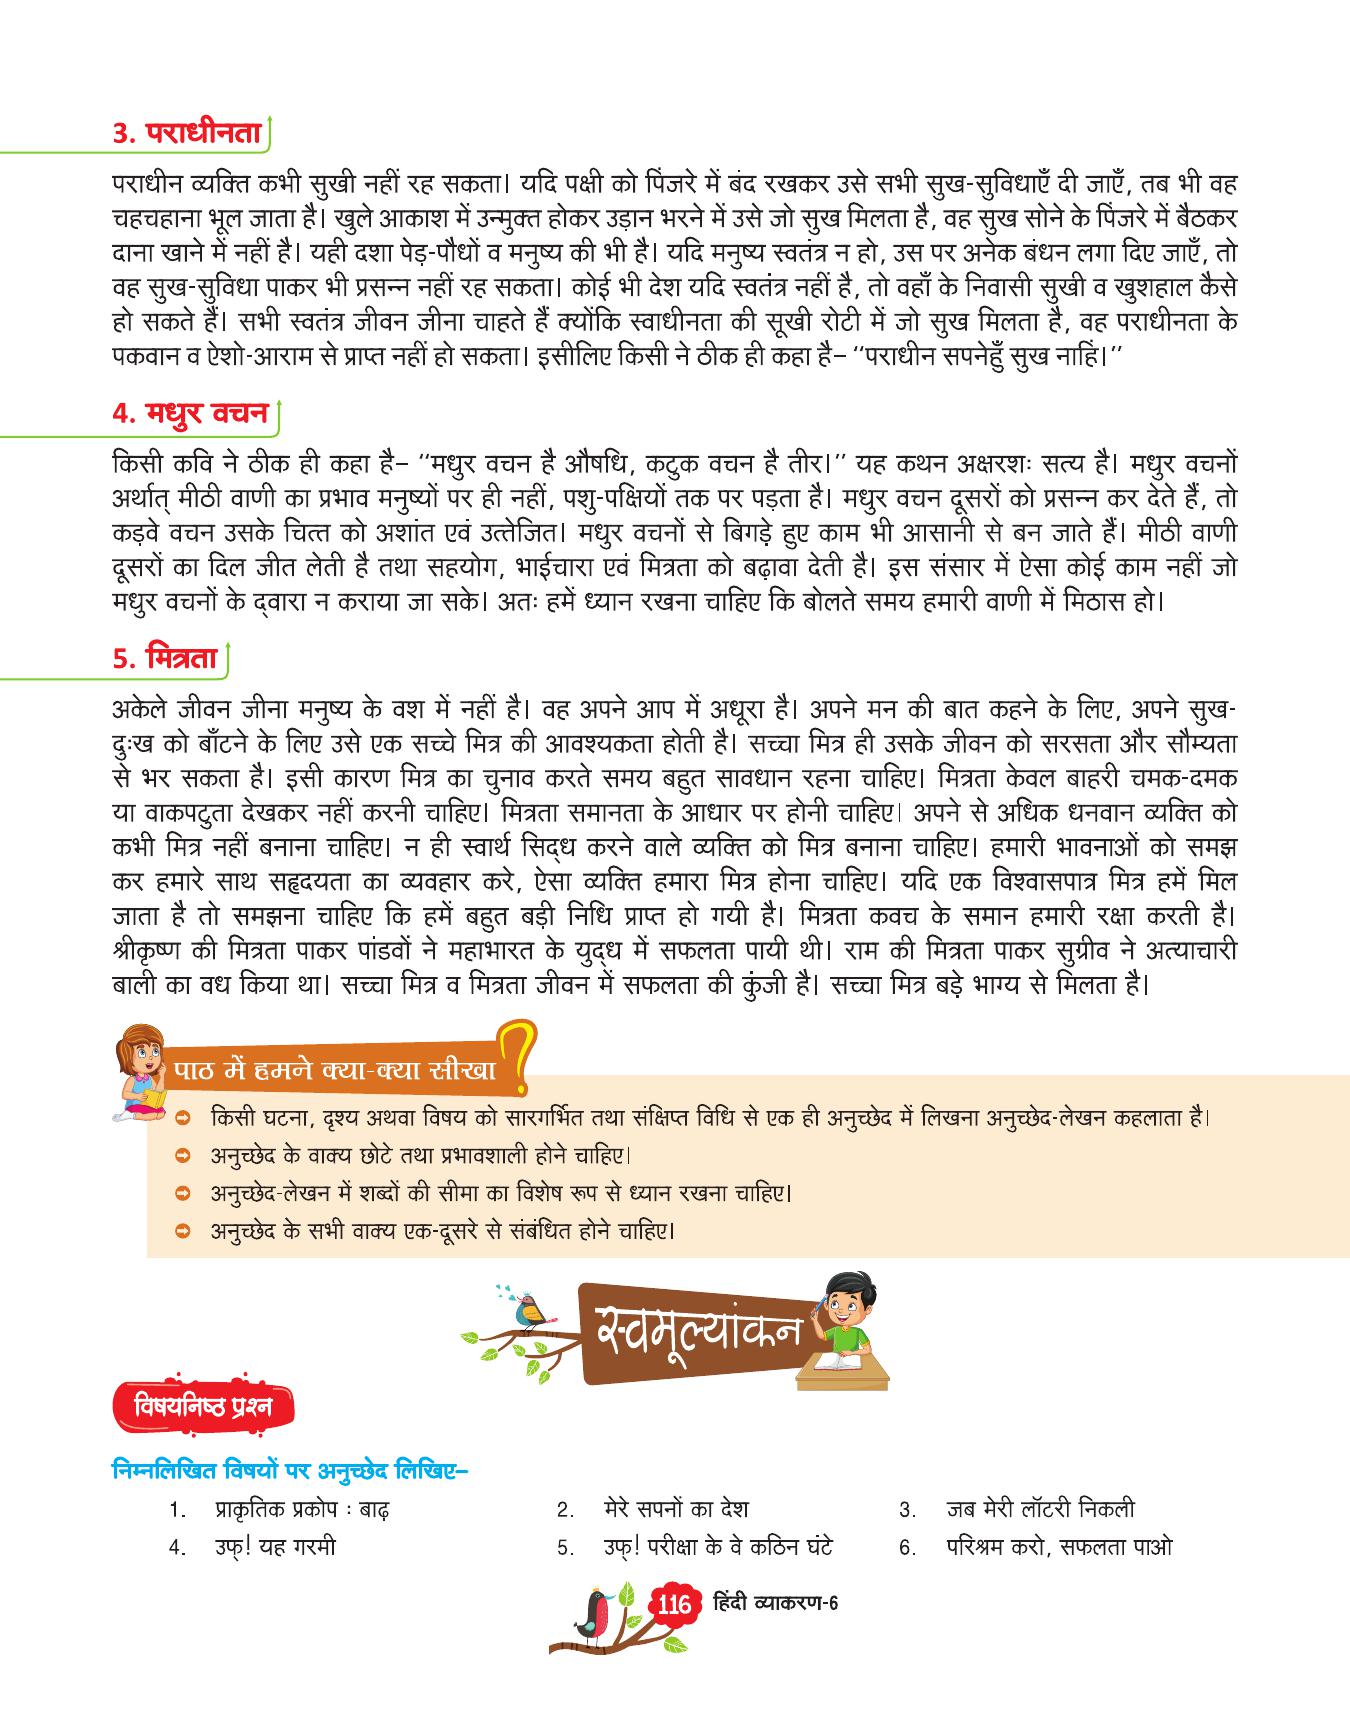 3. पराधीनता
पराधीन व्यक्ति कभी सुखी नहीं रह सकता। यदि पक्षी को पिंजरे में बंद रखकर उसे सभी सुख-सुविधाएँ दी जाएँ, तब भी वह
चहचहाना भूल जाता है। खुले आकाश में उन्मुक्त होकर उड़ान भरने में उसे जो सुख मिलता है, वह सुख सोने के पिंजरे में बैठकर
दाना खाने में नहीं है। यही दशा पेड़-पौधों व मनुष्य की भी है। यदि मनुष्य स्वतंत्र न हो, उस पर अनेक बंधन लगा दिए जाएँ, तो
वह सुख-सुविधा पाकर भी प्रसन्न नहीं रह सकता। कोई भी देश यदि स्वतंत्र नहीं है, तो वहाँ के निवासी सुखी व खुशहाल कैसे
हो सकते हैं। सभी स्वतंत्र जीवन जीना चाहते हैं क्योंकि स्वाधीनता की सूखी रोटी में जो सुख मिलता है, वह पराधीनता के
पकवान व ऐशो-आराम से प्राप्त नहीं हो सकता। इसीलिए किसी ने ठीक ही कहा है– “पराधीन सपनेहुँ सुख नाहिं।”
4. मधुर वचन
किसी कवि ने ठीक ही कहा है– “मधुर वचन है औषधि, कटुक वचन है तीर।” यह कथन अक्षरशः सत्य है। मधुर वचनों
अर्थात् मीठी वाणी का प्रभाव मनुष्यों पर ही नहीं, पशु-पक्षियों तक पर पड़ता है। मधुर वचन दूसरों को प्रसन्न कर देते हैं, तो
कड़वे वचन उसके चित्त को अशांत एवं उत्तेजित। मधुर वचनों से बिगड़े हुए काम भी आसानी से बन जाते हैं। मीठी वाणी
दूसरों का दिल जीत लेती है तथा सहयोग, भाईचारा एवं मित्रता को बढ़ावा देती है। इस संसार में ऐसा कोई काम नहीं जो
मधुर वचनों के द्वारा न कराया जा सके। अतः हमें ध्यान रखना चाहिए कि बोलते समय हमारी वाणी में मिठास हो।
5. मित्रता
अकेले जीवन जीना मनुष्य के वश में नहीं है। वह अपने आप में अधूरा है। अपने मन की बात कहने के लिए, अपने सुख-
दुःख को बाँटने के लिए उसे एक सच्चे मित्र की आवश्यकता होती है। सच्चा मित्र ही उसके जीवन को सरसता और सौम्यता
से भर सकता है। इसी कारण मित्र का चुनाव करते समय बहुत सावधान रहना चाहिए। मित्रता केवल बाहरी चमक-दमक
या वाकपटुता देखकर नहीं करनी चाहिए। मित्रता समानता के आधार पर होनी चाहिए। अपने से अधिक धनवान व्यक्ति को
कभी मित्र नहीं बनाना चाहिए। न ही स्वार्थ सिद्ध करने वाले व्यक्ति को मित्र बनाना चाहिए। हमारी भावनाओं को समझ
कर हमारे साथ सहृदयता का व्यवहार करे, ऐसा व्यक्ति हमारा मित्र होना चाहिए। यदि एक विश्वासपात्र मित्र हमें मिल
जाता है तो समझना चाहिए कि हमें बहुत बड़ी निधि प्राप्त हो गयी है। मित्रता कवच के समान हमारी रक्षा करती है।
श्रीकृष्ण की मित्रता पाकर पांडवों ने महाभारत के युद्ध में सफलता पायी थी। राम की मित्रता पाकर सुग्रीव ने अत्याचारी
बाली का वध किया था। सच्चा मित्र व मित्रता जीवन में सफलता की कुंजी है। सच्चा मित्र बड़े भाग्य से मिलता है।
पाठ में हमने क्या-क्या सीखा ?
किसी घटना, दृश्य अथवा विषय को सारगर्भित तथा संक्षिप्त विधि से एक ही अनुच्छेद में लिखना अनुच्छेद-लेखन कहलाता है।
अनुच्छेद के वाक्य छोटे तथा प्रभावशाली होने चाहिए।
अनुच्छेद-लेखन में शब्दों की सीमा का विशेष रूप से ध्यान रखना चाहिए।
अनुच्छेद के सभी वाक्य एक-दूसरे से संबंधित होने चाहिए।
स्वमूल्यांकन
विषयनिष्ठ प्रश्न
निम्नलिखित विषयों पर अनुच्छेद लिखिए–
1. प्राकृतिक प्रकोप : बाढ़ 2. मेरे सपनों का देश 3. जब मेरी लॉटरी निकली
4. उफ्! यह गरमी 5. उफ्! परीक्षा के वे कठिन घंटे 6. परिश्रम करो, सफलता पाओ
116 हिंदी व्याकरण-6